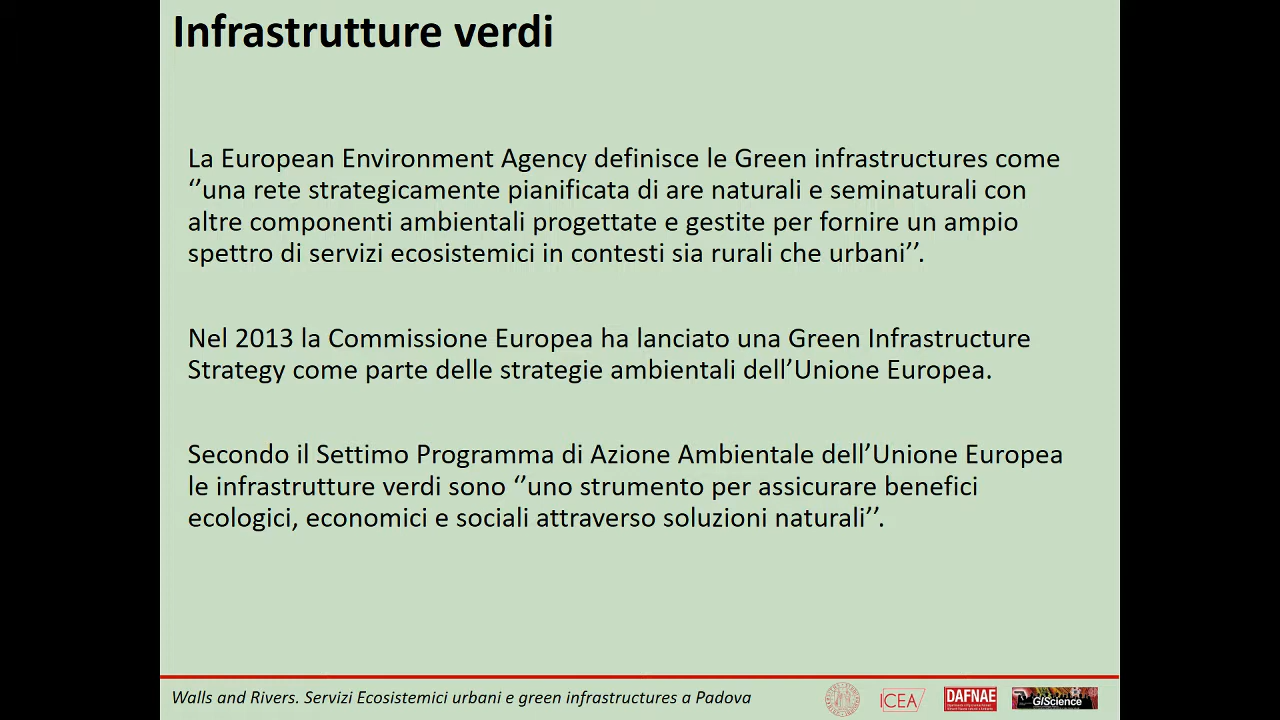 Infrastrutture verdi
La European Environment Agency definisce le Green infrastructures come
‘’una rete strategicamente pianificata di are naturali e seminaturali con
altre componenti ambientali progettate e gestite per fornire un ampio
spettro di servizi ecosistemici in contesti sia rurali che urbani’’.
Nel 2013 la Commissione Europea ha lanciato una Green Infrastructure
Strategy come parte delle strategie ambientali dell’Unione Europea.
Secondo il Settimo Programma di Azione Ambientale dell’Unione Europea
le infrastrutture verdi sono ‘’uno strumento per assicurare benefici
ecologici, economici e sociali attraverso soluzioni naturali’’.
Walls and Rivers. Servizi Ecosistemici urbani e green infrastructures a Padova
ICEA
DAFNAE
GIScience